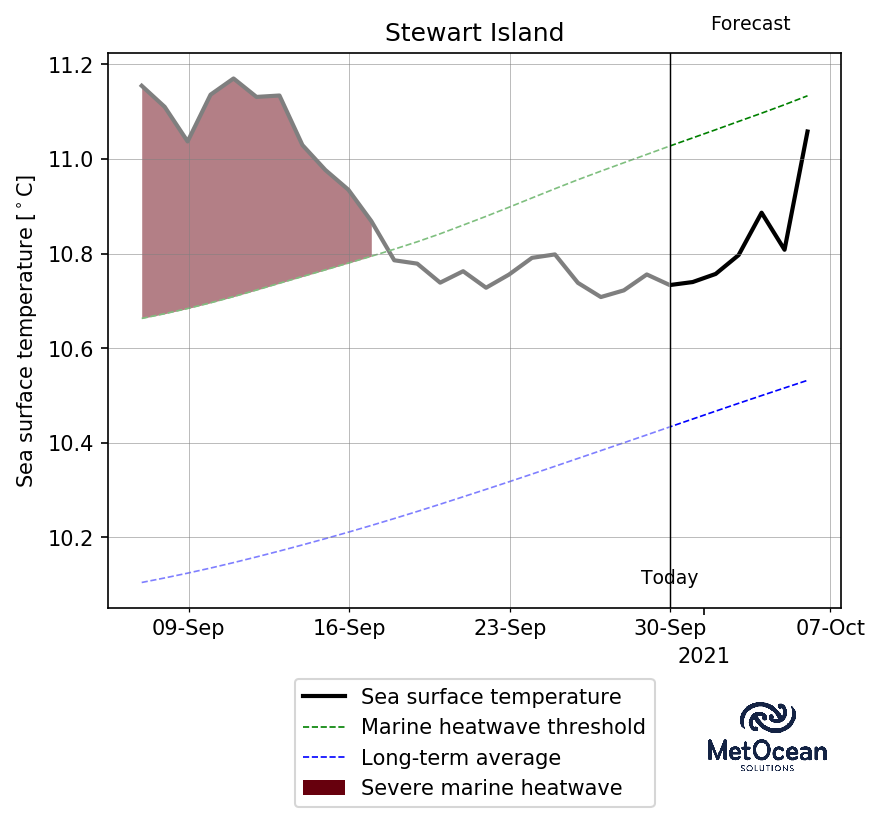 Forecast
Stewart Island
11.2
11.0
10.8
10.6
10.4
10.2
Sea surface temperature [°C]
Today
09-Sep 16-Sep 23-Sep 30-Sep 07-Oct
2021
Sea surface temperature
Marine heatwave threshold
Long-term average
Severe marine heatwave
MetOcean
SOLUTIONS